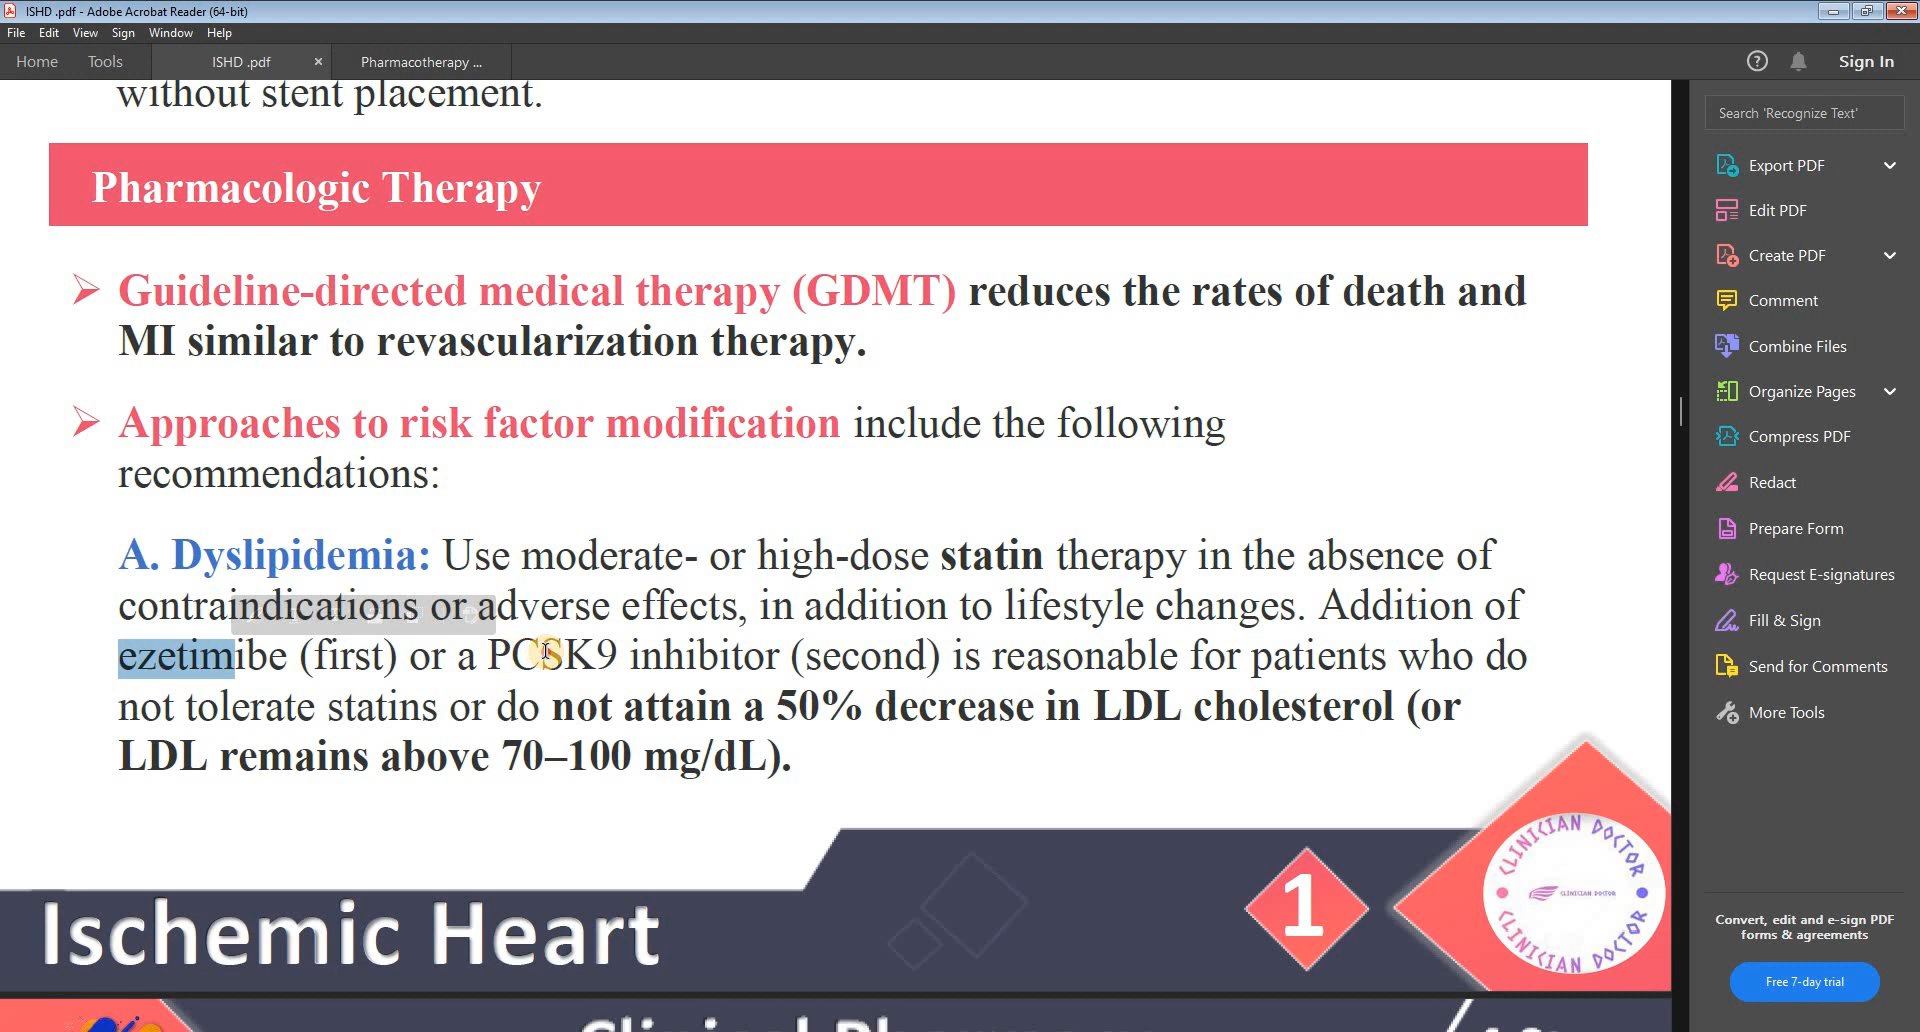 ISHD .pdf - Adobe Acrobat Reader (64-bit)
File Edit View Sign Window Help
Home Tools ISHD .pdf × Pharmacotherapy ... Sign In
without stent placement.
Pharmacologic Therapy
➢ Guideline-directed medical therapy (GDMT) reduces the rates of death and
MI similar to revascularization therapy.
➢ Approaches to risk factor modification include the following
recommendations:
A. Dyslipidemia: Use moderate- or high-dose statin therapy in the absence of
contraindications or adverse effects, in addition to lifestyle changes. Addition of
ezetimibe (first) or a PCSK9 inhibitor (second) is reasonable for patients who do
not tolerate statins or do not attain a 50% decrease in LDL cholesterol (or
LDL remains above 70–100 mg/dL).
Ischemic Heart
1
CLINICIAN DOCTOR
CLINICIAN DOCTOR
CLINICIAN DOCTOR
Search 'Recognize Text'
Export PDF
Edit PDF
Create PDF
Comment
Combine Files
Organize Pages
Compress PDF
Redact
Prepare Form
Request E-signatures
Fill & Sign
Send for Comments
More Tools
Convert, edit and e-sign PDF
forms & agreements
Free 7-day trial